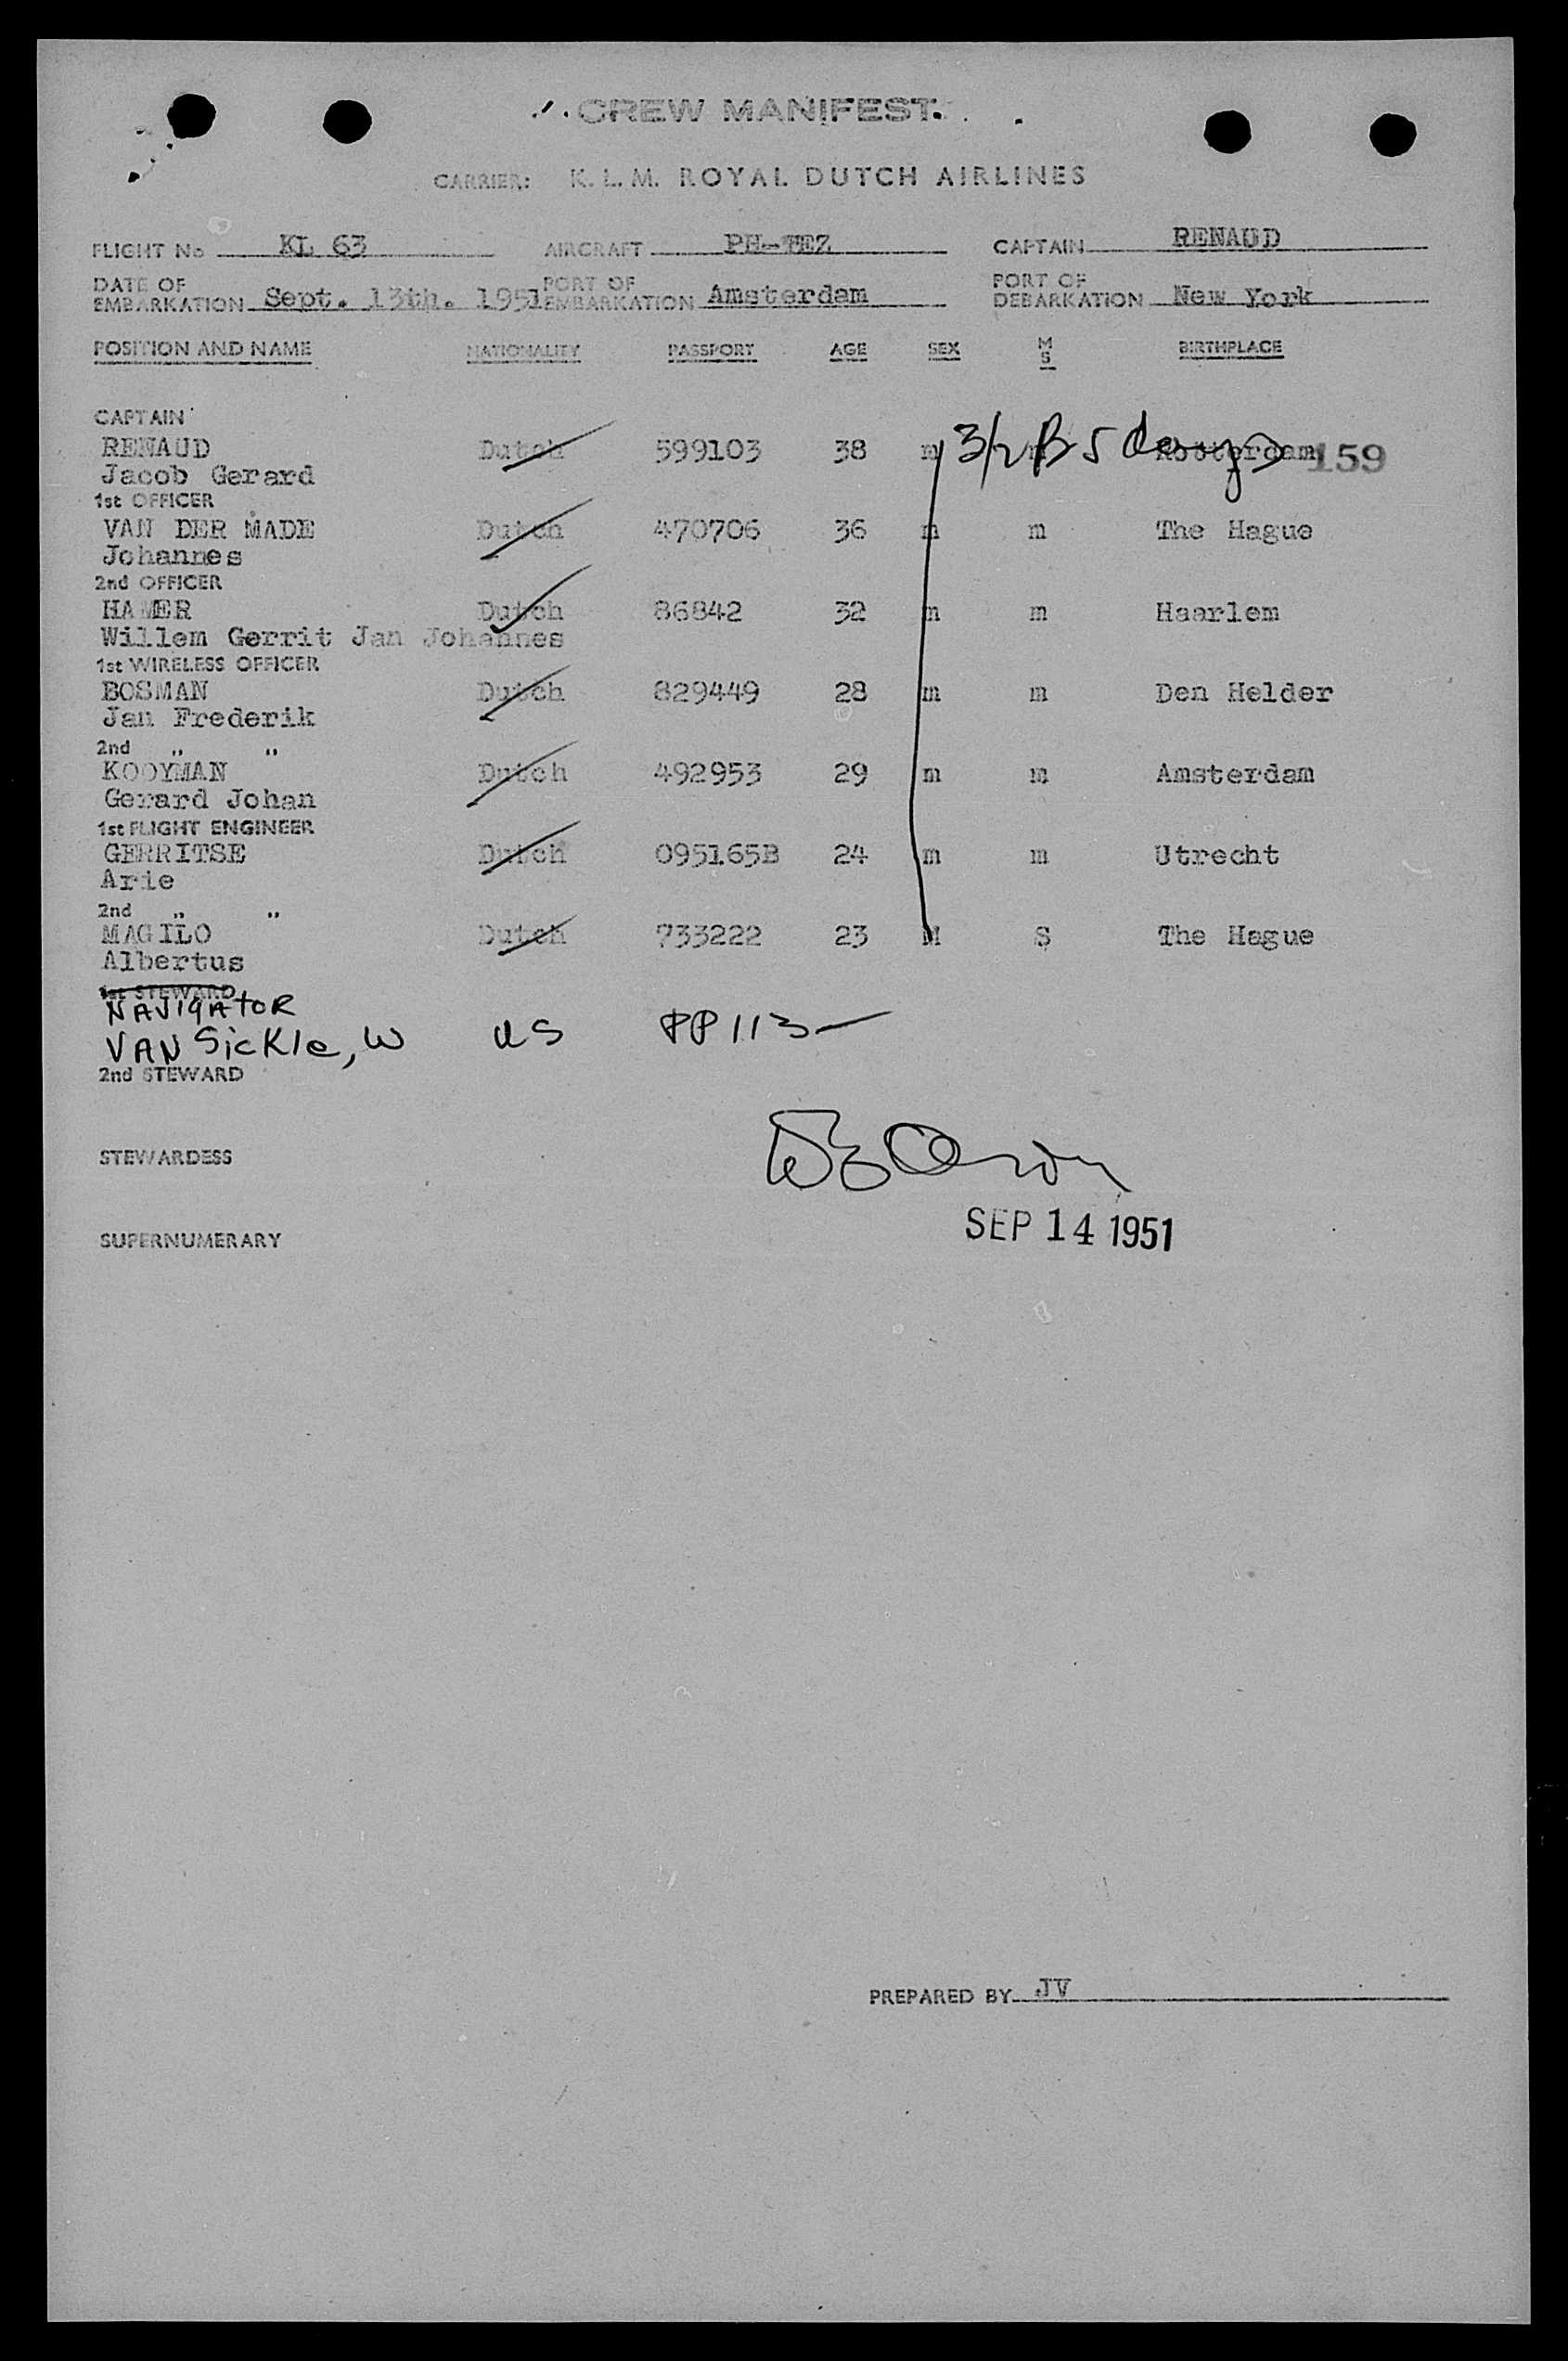 CREW MANIFEST.
CARRIER: K. L. M. ROYAL DUTCH AIRLINES
FLIGHT No KL 63 AIRCRAFT PH-TEZ CAPTAIN RENAUD
DATE OF EMBARKATION Sept. 13th. 1951 PORT OF EMBARKATION Amsterdam PORT OF DEBARKATION New York
POSITION AND NAME NATIONALITY PASSPORT AGE SEX M S BIRTHPLACE
CAPTAIN
RENAUD Dutch 599103 38 m 3/2 B 5 days Rotterdam 159
Jacob Gerard
1st OFFICER
VAN DER MADE Dutch 470706 36 m m The Hague
Johannes
2nd OFFICER
HAMER Dutch 86842 32 m m Haarlem
Willem Gerrit Jan Johannes
1st WIRELESS OFFICER
BOSMAN Dutch 829449 28 m m Den Helder
Jan Frederik
2nd " "
KOOYMAN Dutch 492953 29 m m Amsterdam
Gerard Johan
1st FLIGHT ENGINEER
GERRITSE Dutch 095165B 24 m m Utrecht
Arie
2nd " "
MAGILO Dutch 733222 23 M S The Hague
Albertus
1st STEWARD
NAVIGATOR
VAN SicKle, W US PP 113
2nd STEWARD
STEWARDESS
SEP 14 1951
SUPERNUMERARY
PREPARED BY JV